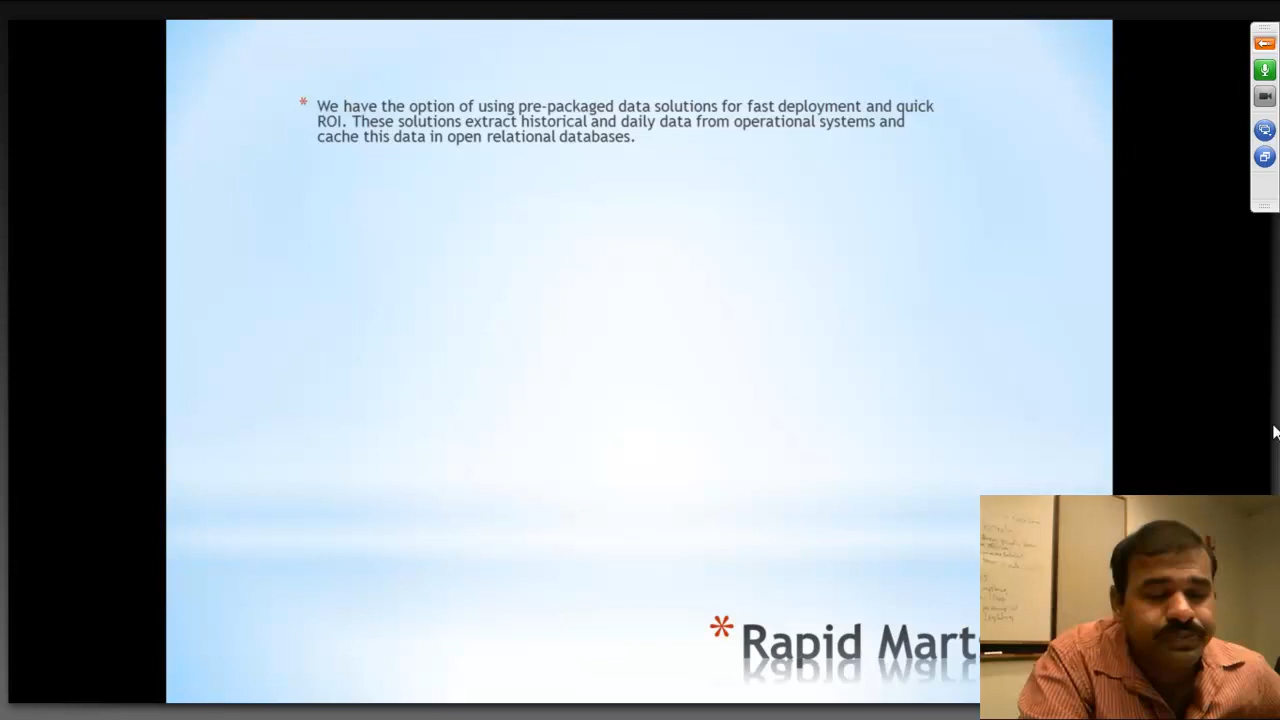 * We have the option of using pre-packaged data solutions for fast deployment and quick
ROI. These solutions extract historical and daily data from operational systems and
cache this data in open relational databases.
* Rapid Mart